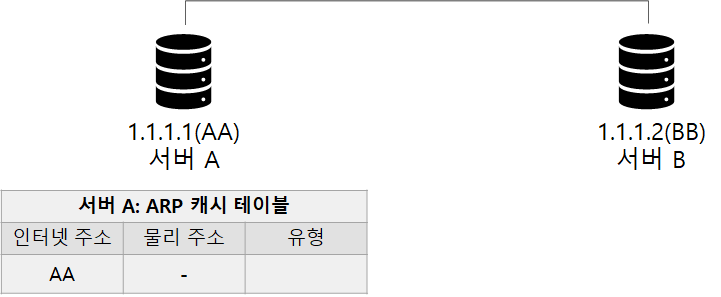 1.1.1.1(AA)
서버 A
1.1.1.2(BB)
서버 B
서버 A: ARP 캐시 테이블
인터넷 주소 물리 주소 유형
AA -